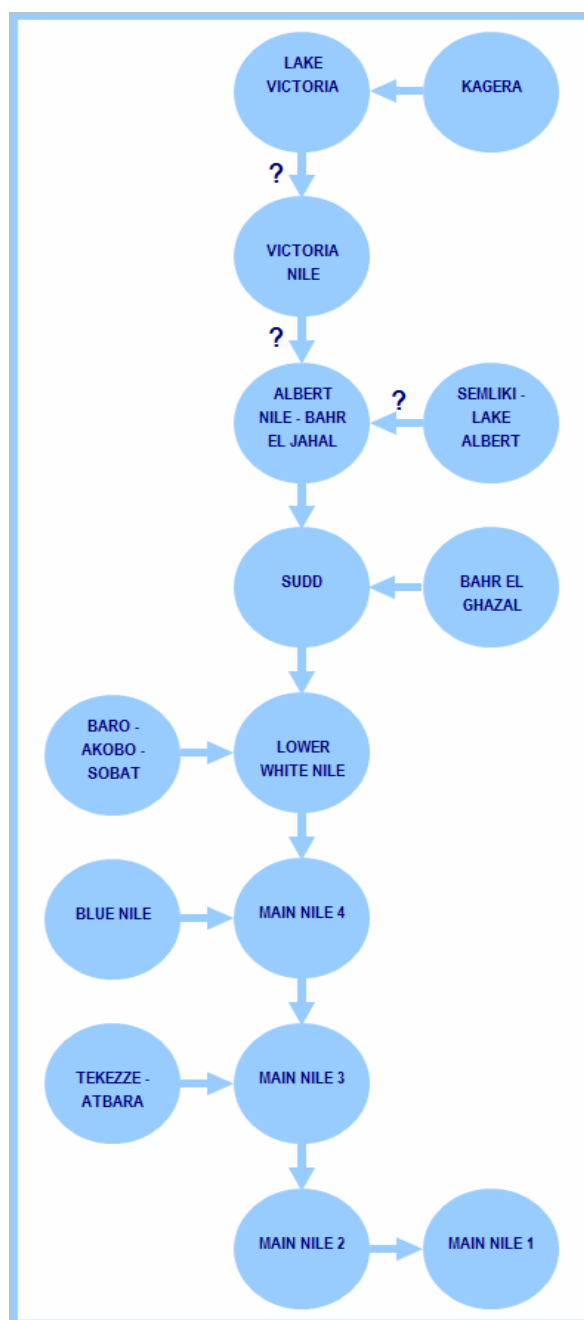 LAKE
VICTORIA
KAGERA
?
VICTORIA
NILE
?
ALBERT
NILE - BAHR
EL JAHAL
?
SEMLIKI -
LAKE
ALBERT
SUDD
BAHR EL
GHAZAL
BARO -
AKOBO -
SOBAT
LOWER
WHITE NILE
BLUE NILE
MAIN NILE 4
TEKEZZE -
ATBARA
MAIN NILE 3
MAIN NILE 2
MAIN NILE 1